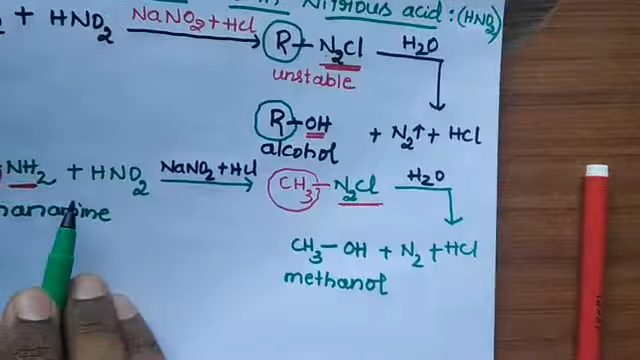 Nitrous acid : (HNO₂)
+ HNO₂ NaNO₂ + HCl R - N₂Cl H₂O
unstable
R - OH + N₂↑ + HCl
alcohol
NH₂ + HNO₂ NaNO₂ + HCl CH₃ - N₂Cl H₂O
CH₃ - OH + N₂ + HCl
methanol